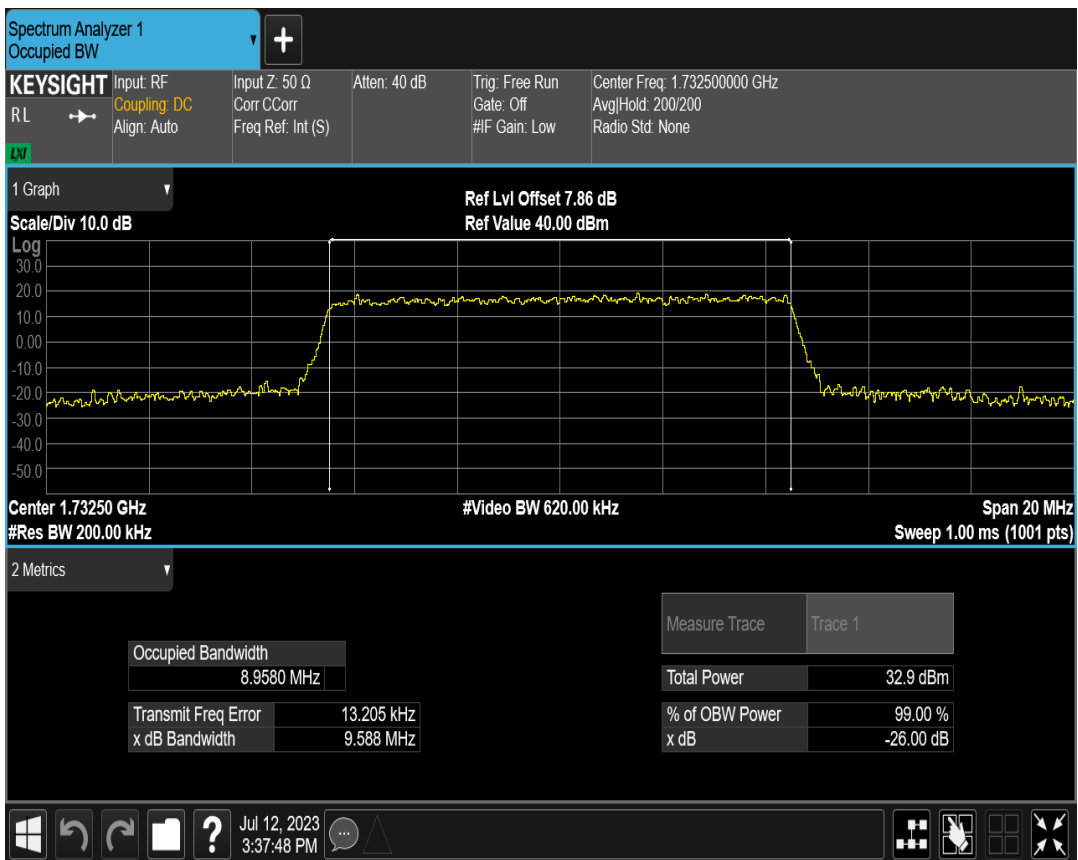 Spectrum Analyzer 1
Occupied BW
KEYSIGHT
RL
LXI
Input: RF
Coupling: DC
Align: Auto
Input Z: 50 Ω
Corr CCorr
Freq Ref: Int (S)
Atten: 40 dB
Trig: Free Run
Gate: Off
#IF Gain: Low
Center Freq: 1.732500000 GHz
Avg|Hold: 200/200
Radio Std: None
1 Graph
Scale/Div 10.0 dB
Ref Lvl Offset 7.86 dB
Ref Value 40.00 dBm
Log
30.0
20.0
10.0
0.00
-10.0
-20.0
-30.0
-40.0
-50.0
Center 1.73250 GHz
#Video BW 620.00 kHz
Span 20 MHz
#Res BW 200.00 kHz
Sweep 1.00 ms (1001 pts)
2 Metrics
Measure Trace Trace 1
Occupied Bandwidth
8.9580 MHz
Total Power 32.9 dBm
Transmit Freq Error 13.205 kHz
% of OBW Power 99.00 %
x dB Bandwidth 9.588 MHz
x dB -26.00 dB
?
Jul 12, 2023
3:37:48 PM